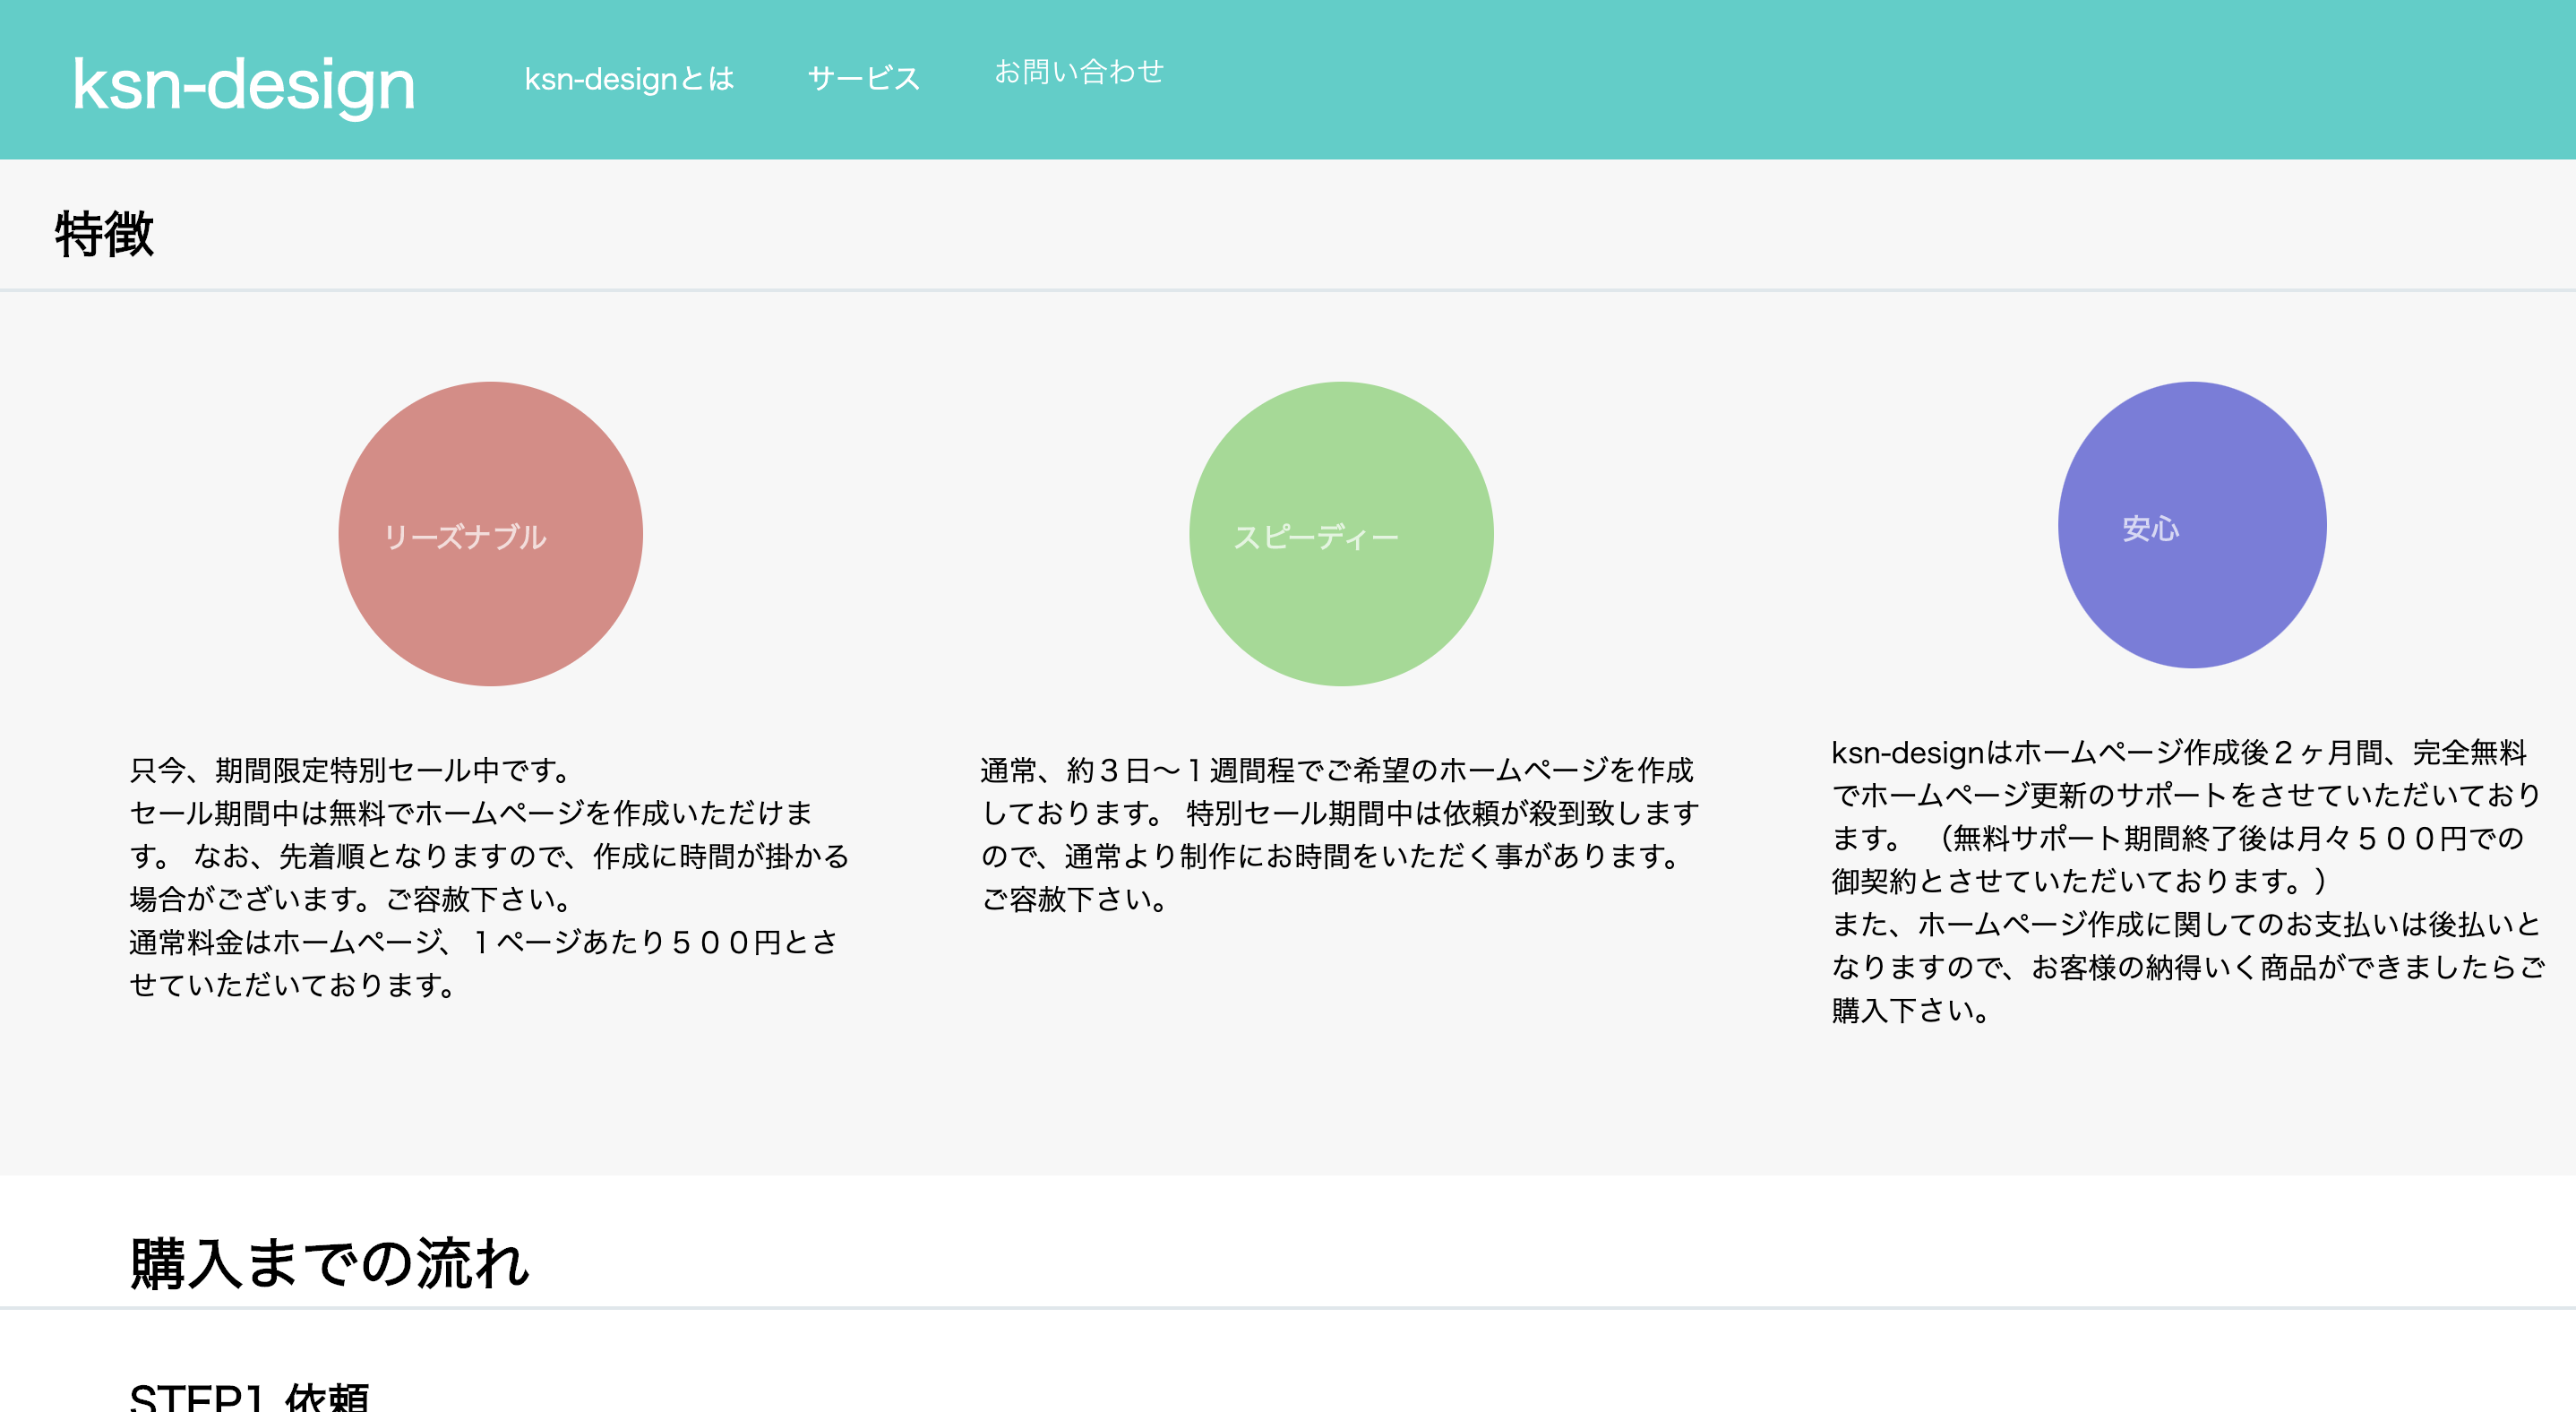 ksn-design
ksn-designとは
サービス
お問い合わせ
特徴
リーズナブル
只今、期間限定特別セール中です。
セール期間中は無料でホームページを作成いただけま
す。 なお、先着順となりますので、作成に時間が掛かる
場合がございます。ご容赦下さい。
通常料金はホームページ、１ページあたり５００円とさ
せていただいております。
スピーディー
通常、約３日〜１週間程でご希望のホームページを作成
しております。 特別セール期間中は依頼が殺到致します
ので、通常より制作にお時間をいただく事があります。
ご容赦下さい。
安心
ksn-designはホームページ作成後２ヶ月間、完全無料
でホームページ更新のサポートをさせていただいており
ます。 （無料サポート期間終了後は月々５００円での
御契約とさせていただいております。）
また、ホームページ作成に関してのお支払いは後払いと
なりますので、お客様の納得いく商品ができましたらご
購入下さい。
購入までの流れ
STEP1 依頼